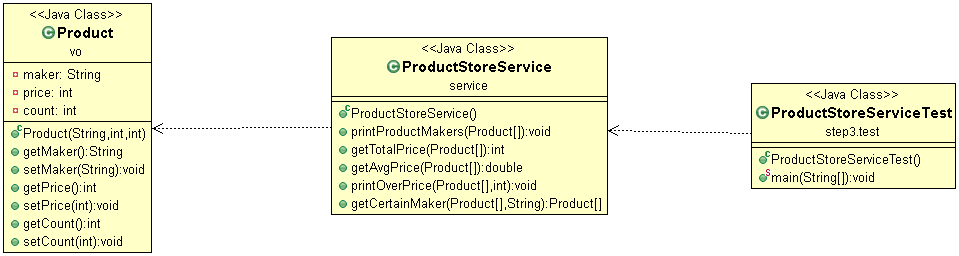 <<Java Class>>
Product
vo
maker: String
price: int
count: int
Product(String,int,int)
getMaker():String
setMaker(String):void
getPrice():int
setPrice(int):void
getCount():int
setCount(int):void
<<Java Class>>
ProductStoreService
service
ProductStoreService()
printProductMakers(Product[]):void
getTotalPrice(Product[]):int
getAvgPrice(Product[]):double
printOverPrice(Product[],int):void
getCertainMaker(Product[],String):Product[]
<<Java Class>>
ProductStoreServiceTest
step3.test
ProductStoreServiceTest()
main(String[]):void